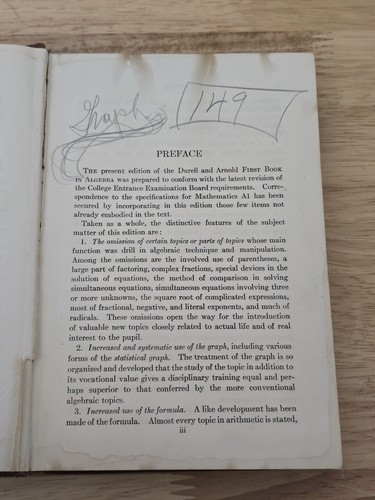 Graph
149
PREFACE
THE present edition of the Durell and Arnold FIRST BOOK
IN ALGEBRA was prepared to conform with the latest revision of
the College Entrance Examination Board requirements. Corre-
spondence to the specifications for Mathematics A1 has been
secured by incorporating in this edition those few items not
already embodied in the text.
Taken as a whole, the distinctive features of the subject
matter of this edition are:
1. The omission of certain topics or parts of topics whose main
function was drill in algebraic technique and manipulation.
Among the omissions are the involved use of parentheses, a
large part of factoring, complex fractions, special devices in the
solution of equations, the method of comparison in solving
simultaneous equations, simultaneous equations involving three
or more unknowns, the square root of complicated expressions,
most of fractional, negative, and literal exponents, and much of
radicals. These omissions open the way for the introduction
of valuable new topics closely related to actual life and of real
interest to the pupil.
2. Increased and systematic use of the graph, including various
forms of the statistical graph. The treatment of the graph is so
organized and developed that the study of the topic in addition to
its vocational value gives a disciplinary training equal and per-
haps superior to that conferred by the more conventional
algebraic topics.
3. Increased use of the formula. A like development has been
made of the formula. Almost every topic in arithmetic is stated,
iii